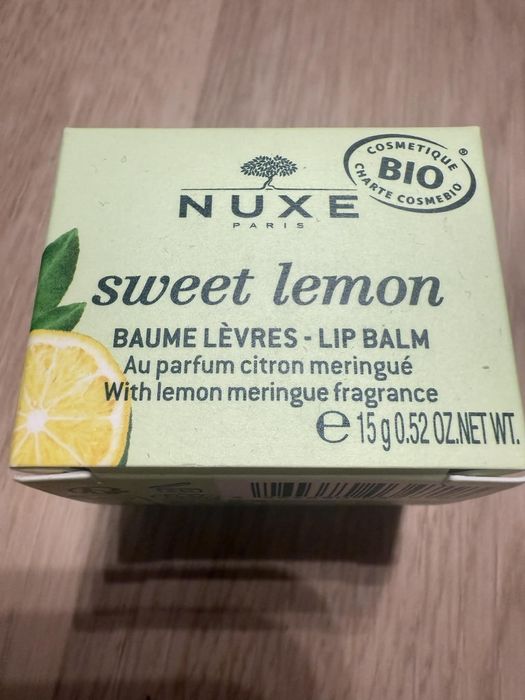 COSMETIQUE
BIO
®
CHARTE COSMEBIO
NUXE
PARIS
sweet lemon
BAUME LÈVRES - LIP BALM
Au parfum citron meringué
With lemon meringue fragrance
℮ 15 g 0.52 OZ.NET WT.